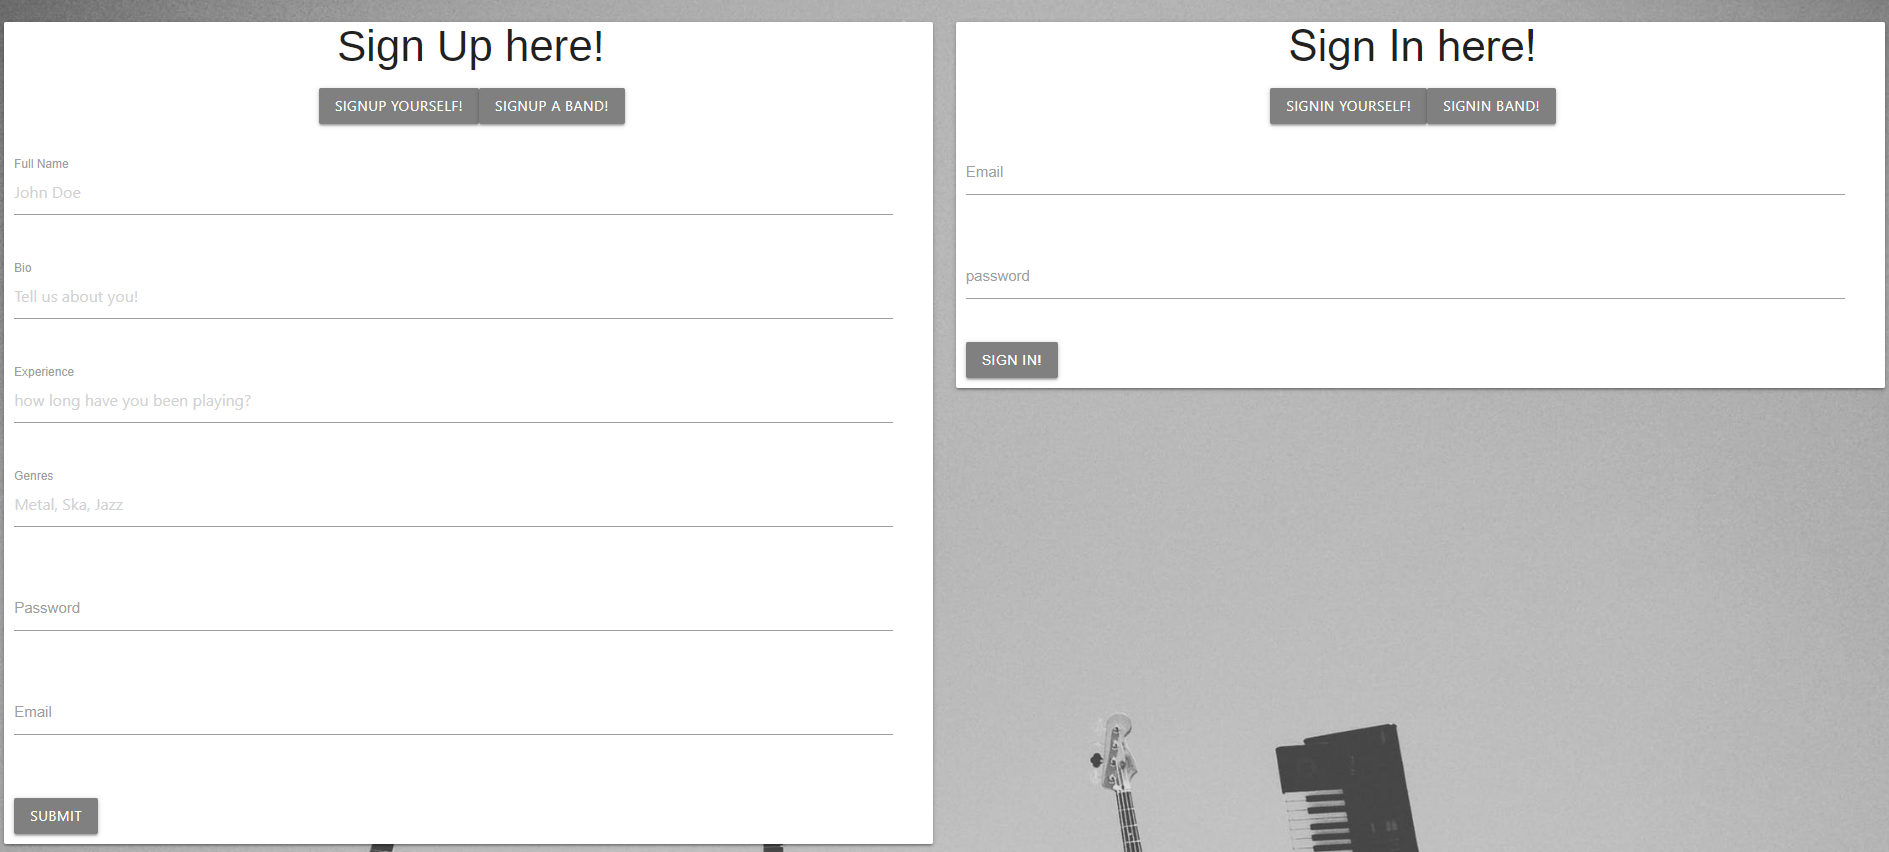 Sign Up here!
SIGNUP YOURSELF! SIGNUP A BAND!
Full Name
John Doe
Bio
Tell us about you!
Experience
how long have you been playing?
Genres
Metal, Ska, Jazz
Password
Email
SUBMIT
Sign In here!
SIGNIN YOURSELF! SIGNIN BAND!
Email
password
SIGN IN!